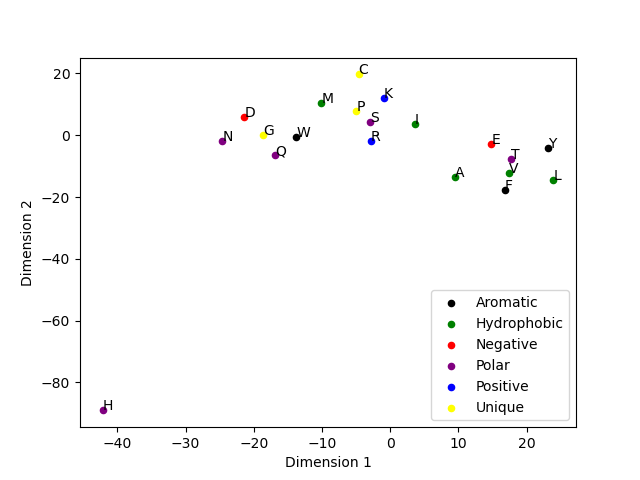 C
K
M
P
S
D
I
G
W
N
R
E
Q
Y
T
V
A
L
F
H
20
0
−20
−40
−60
−80
Dimension 2
Aromatic
Hydrophobic
Negative
Polar
Positive
Unique
−40 −30 −20 −10 0 10 20
Dimension 1